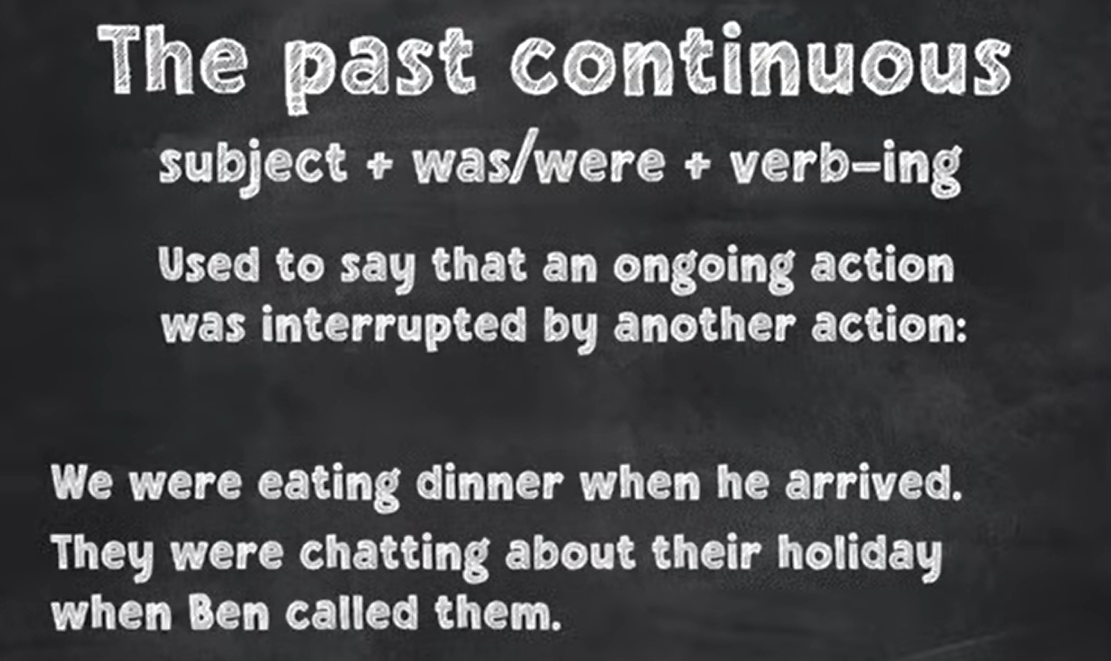 The past continuous
subject + was/were + verb-ing
Used to say that an ongoing action
was interrupted by another action:
We were eating dinner when he arrived.
They were chatting about their holiday
when Ben called them.